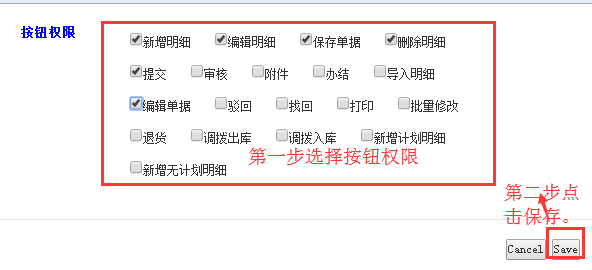 按钮权限 新增明细 编辑明细 保存单据 删除明细
提交 审核 附件 办结 导入明细
编辑单据 驳回 找回 打印 批量修改
退货 调拨出库 调拨入库 新增计划明细
第一步选择按钮权限
新增无计划明细
第二步点
击保存。
Cancel Save